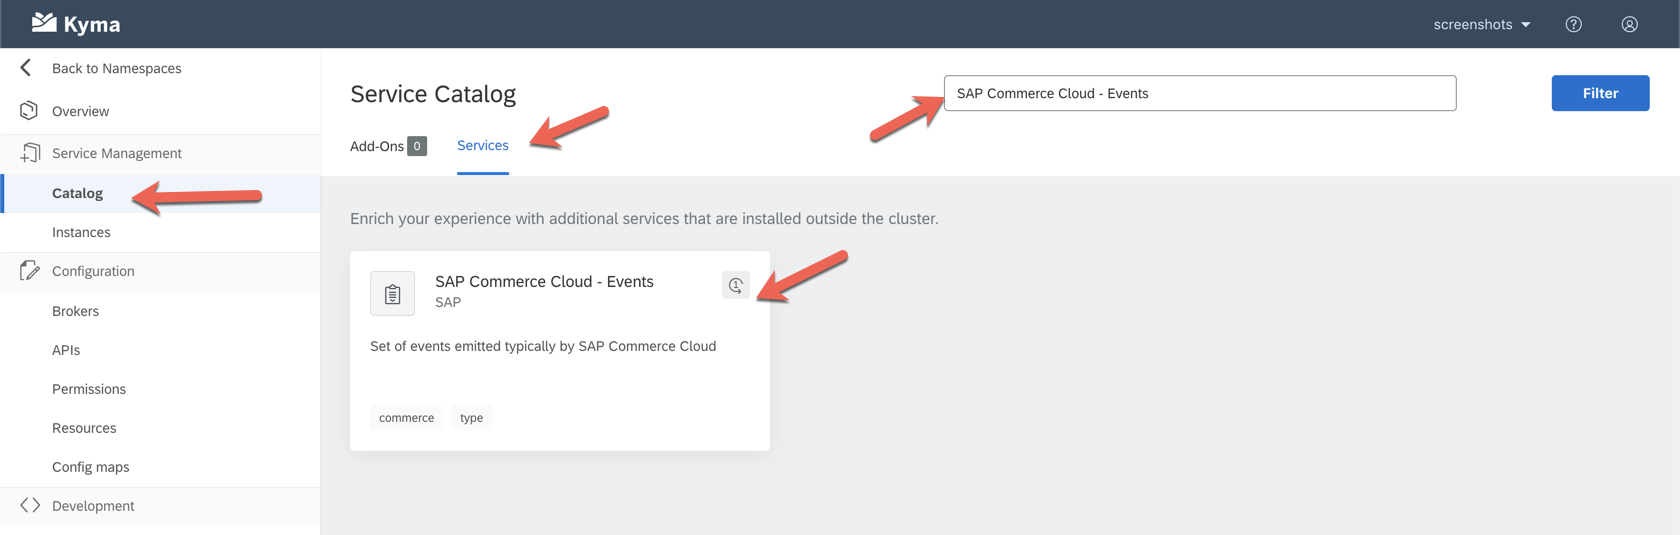 Kyma
screenshots
Back to Namespaces
Overview
Service Management
Catalog
Instances
Configuration
Brokers
APIs
Permissions
Resources
Config maps
Development
Service Catalog
SAP Commerce Cloud - Events
Filter
Add-Ons 0
Services
Enrich your experience with additional services that are installed outside the cluster.
SAP Commerce Cloud - Events
1
SAP
Set of events emitted typically by SAP Commerce Cloud
commerce
type